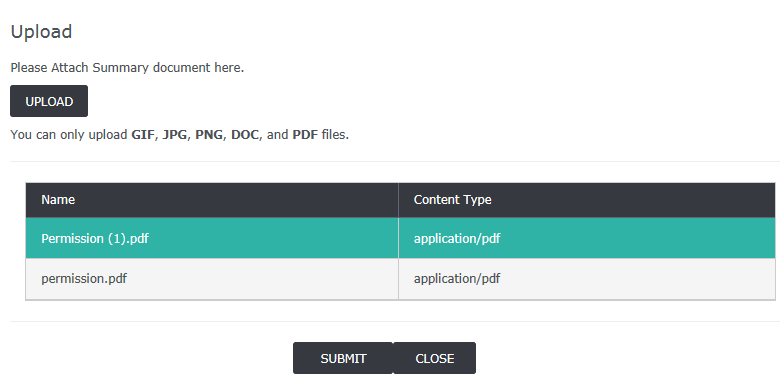 Upload
Please Attach Summary document here.
UPLOAD
You can only upload GIF, JPG, PNG, DOC, and PDF files.
Name Content Type
Permission (1).pdf application/pdf
permission.pdf application/pdf
SUBMIT CLOSE